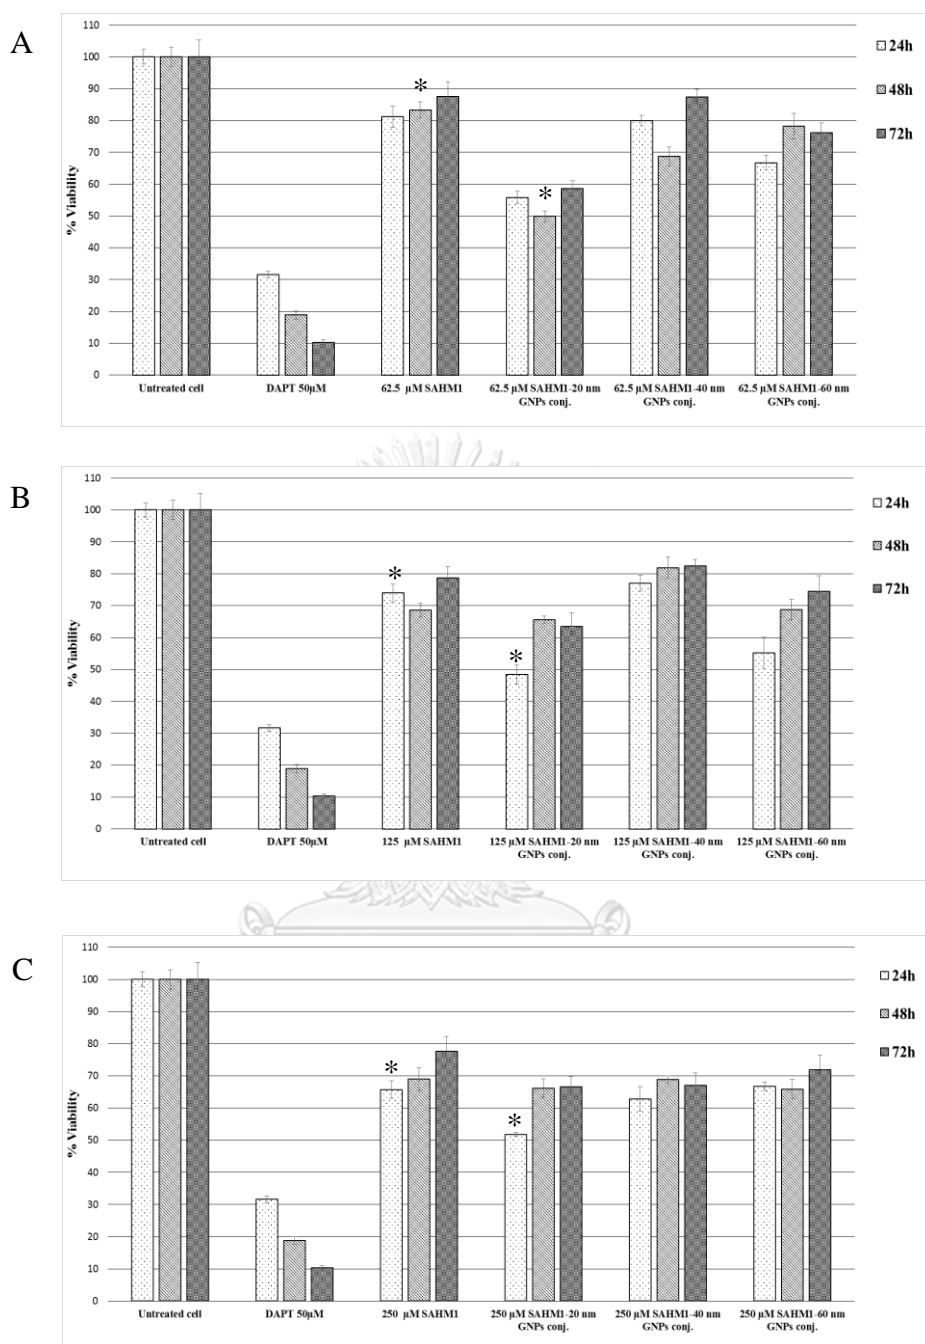 A
110
100
90
80
70
60
50
40
30
20
10
0
% Viability
* *
24h
48h
72h
Untreated cell DAPT 50μM 62.5 μM SAHM1 62.5 μM SAHM1-20 nm 62.5 μM SAHM1-40 nm 62.5 μM SAHM1-60 nm
GNPs conj. GNPs conj. GNPs conj.
B
110
100
90
80
70
60
50
40
30
20
10
0
% Viability
* *
24h
48h
72h
Untreated cell DAPT 50μM 125 μM SAHM1 125 μM SAHM1-20 nm 125 μM SAHM1-40 nm 125 μM SAHM1-60 nm
GNPs conj. GNPs conj. GNPs conj.
C
110
100
90
80
70
60
50
40
30
20
10
0
% Viability
* *
24h
48h
72h
Untreated cell DAPT 50μM 250 μM SAHM1 250 μM SAHM1-20 nm 250 μM SAHM1-40 nm 250 μM SAHM1-60 nm
GNPs conj. GNPs conj. GNPs conj.